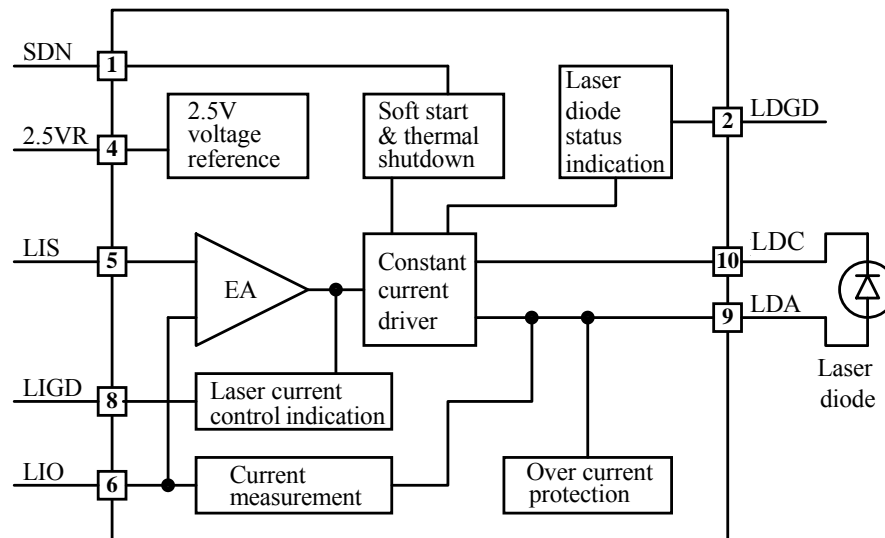 SDN
1
2.5VR
4
2.5V
voltage
reference
Soft start
& thermal
shutdown
Laser
diode
status
indication
2
LDGD
LIS
5
EA
Constant
current
driver
10
LDC
9
LDA
Laser
diode
LIGD
8
Laser current
control indication
LIO
6
Current
measurement
Over current
protection